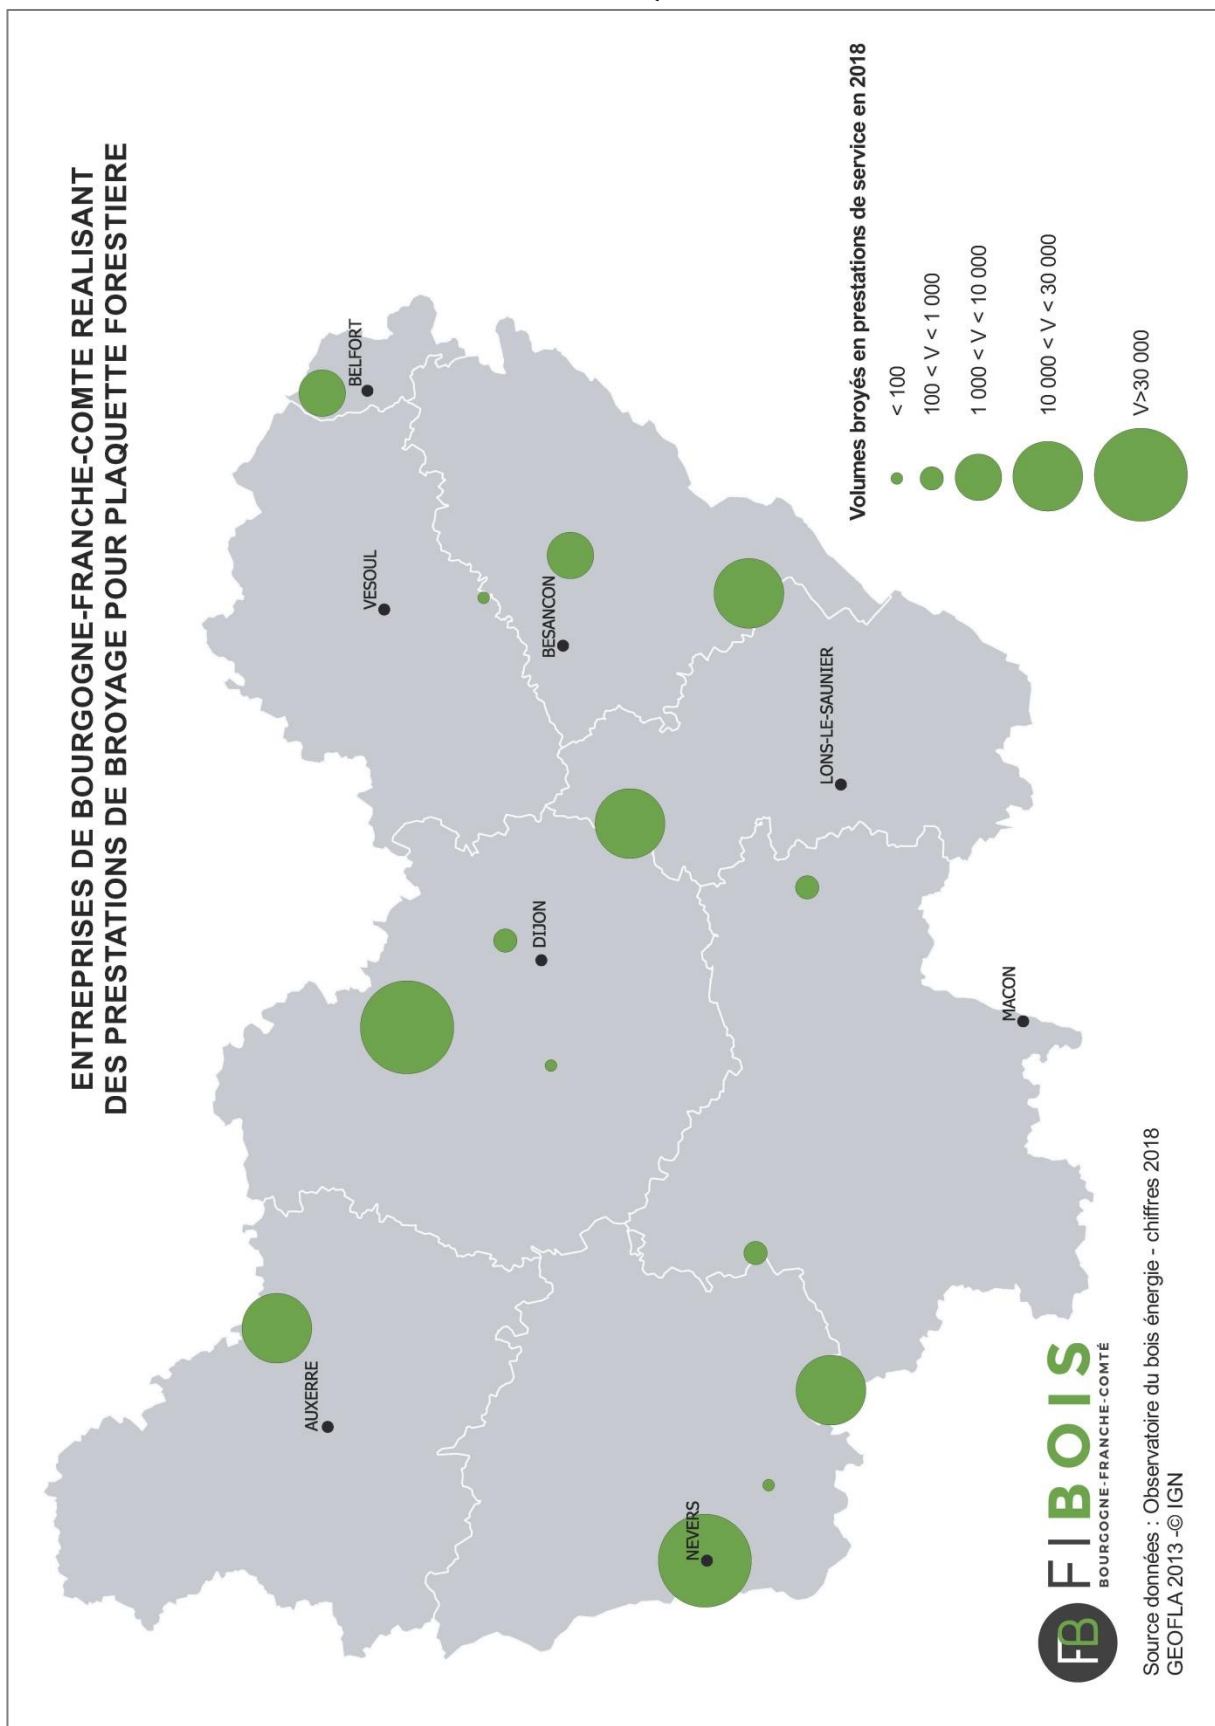 ENTREPRISES DE BOURGOGNE-FRANCHE-COMTE REALISANT
DES PRESTATIONS DE BROYAGE POUR PLAQUETTE FORESTIERE
AUXERRE
NEVERS
DIJON
MACON
VESOUL
BELFORT
BESANCON
LONS-LE-SAUNIER
Volumes broyés en prestations de service en 2018
< 100
100 < V < 1 000
1 000 < V < 10 000
10 000 < V < 30 000
V>30 000
FB
FIBOIS
BOURGOGNE-FRANCHE-COMTÉ
Source données : Observatoire du bois énergie - chiffres 2018
GEOFLA 2013 -© IGN